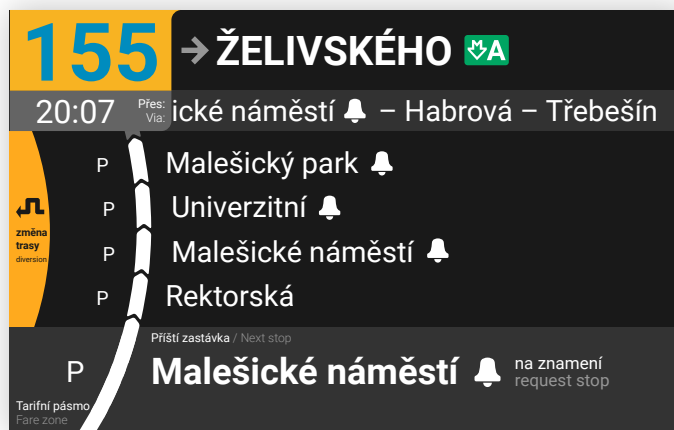 155 → ŽELIVSKÉHO A
20:07 Přes: ické náměstí – Habrová – Třebešín
Via:
P Malešický park
P Univerzitní
změna
trasy
diversion
P Malešické náměstí
P Rektorská
Příští zastávka / Next stop
P Malešické náměstí na znamení
request stop
Tarifní pásmo
Fare zone